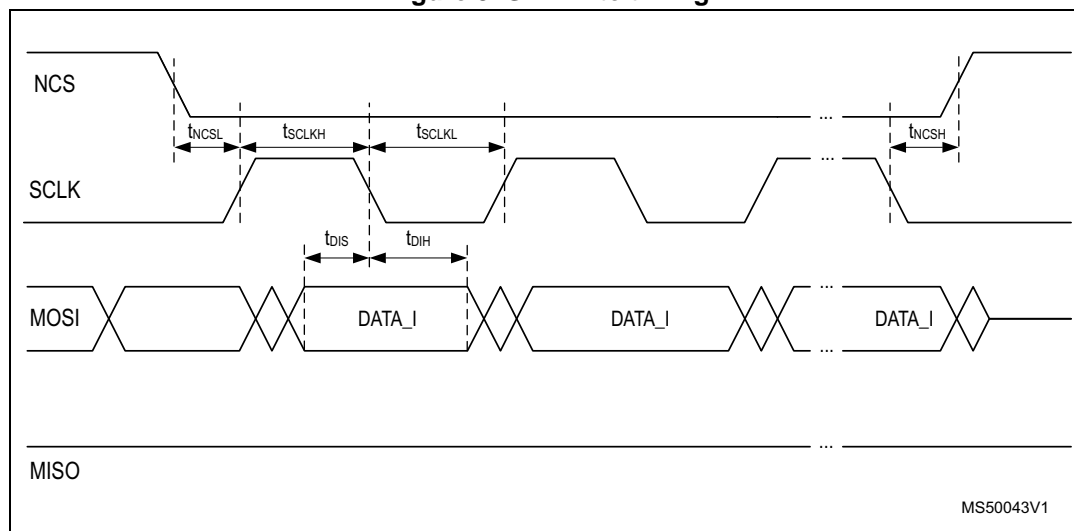 NCS
...
tNCSL tSCLKH tSCLKL tNCSH
SCLK
...
tDIS tDIH
...
MOSI DATA_I DATA_I DATA_I
...
...
MISO
MS50043V1